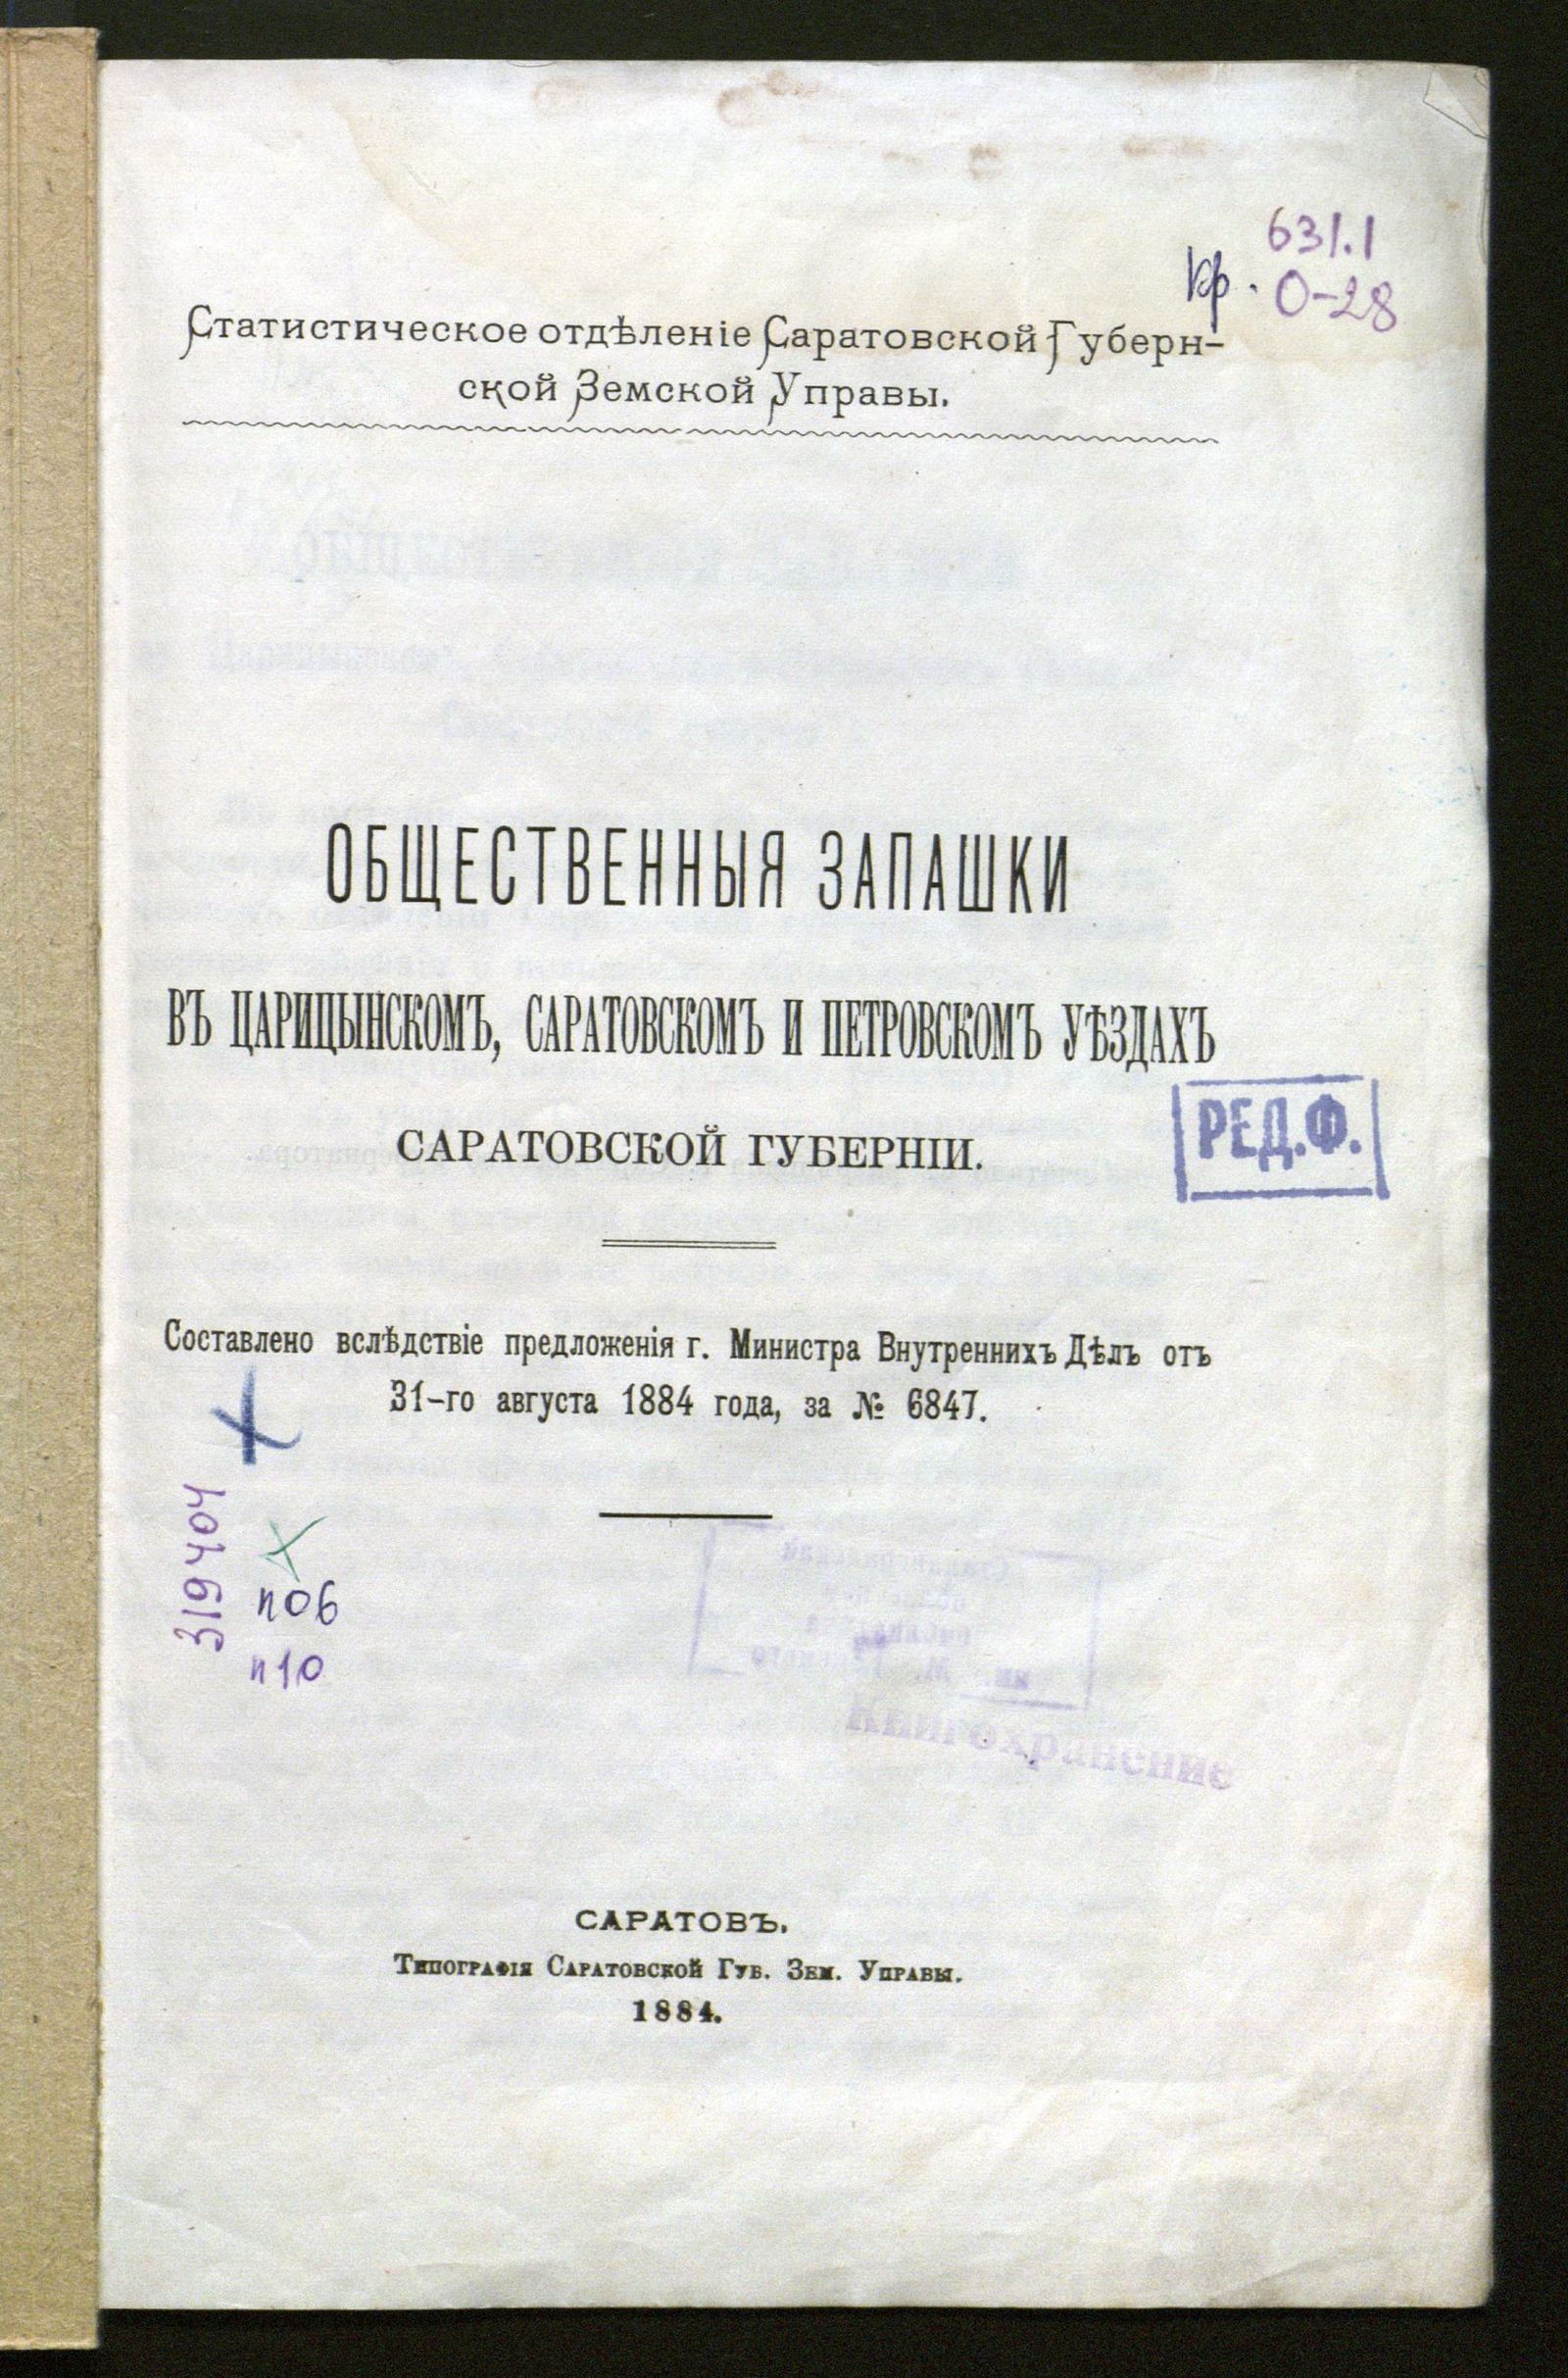 631.1
Кр. О-28
Статистическое отдѣленіе Саратовской Губерн-
ской Земской Управы.
ОБЩЕСТВЕННЫЯ ЗАПАШКИ
ВЪ ЦАРИЦЫНСКОМЪ, САРАТОВСКОМЪ И ПЕТРОВСКОМЪ УѢЗДАХЪ
САРАТОВСКОЙ ГУБЕРНІИ.
РЕД.Ф.
Составлено вслѣдствіе предложенія г. Министра Внутреннихъ Дѣлъ отъ
31-го августа 1884 года, за № 6847.
319404
п06
п10
Книгохранение
САРАТОВЪ.
Типографія Саратовской Губ. Зем. Управы.
1884.